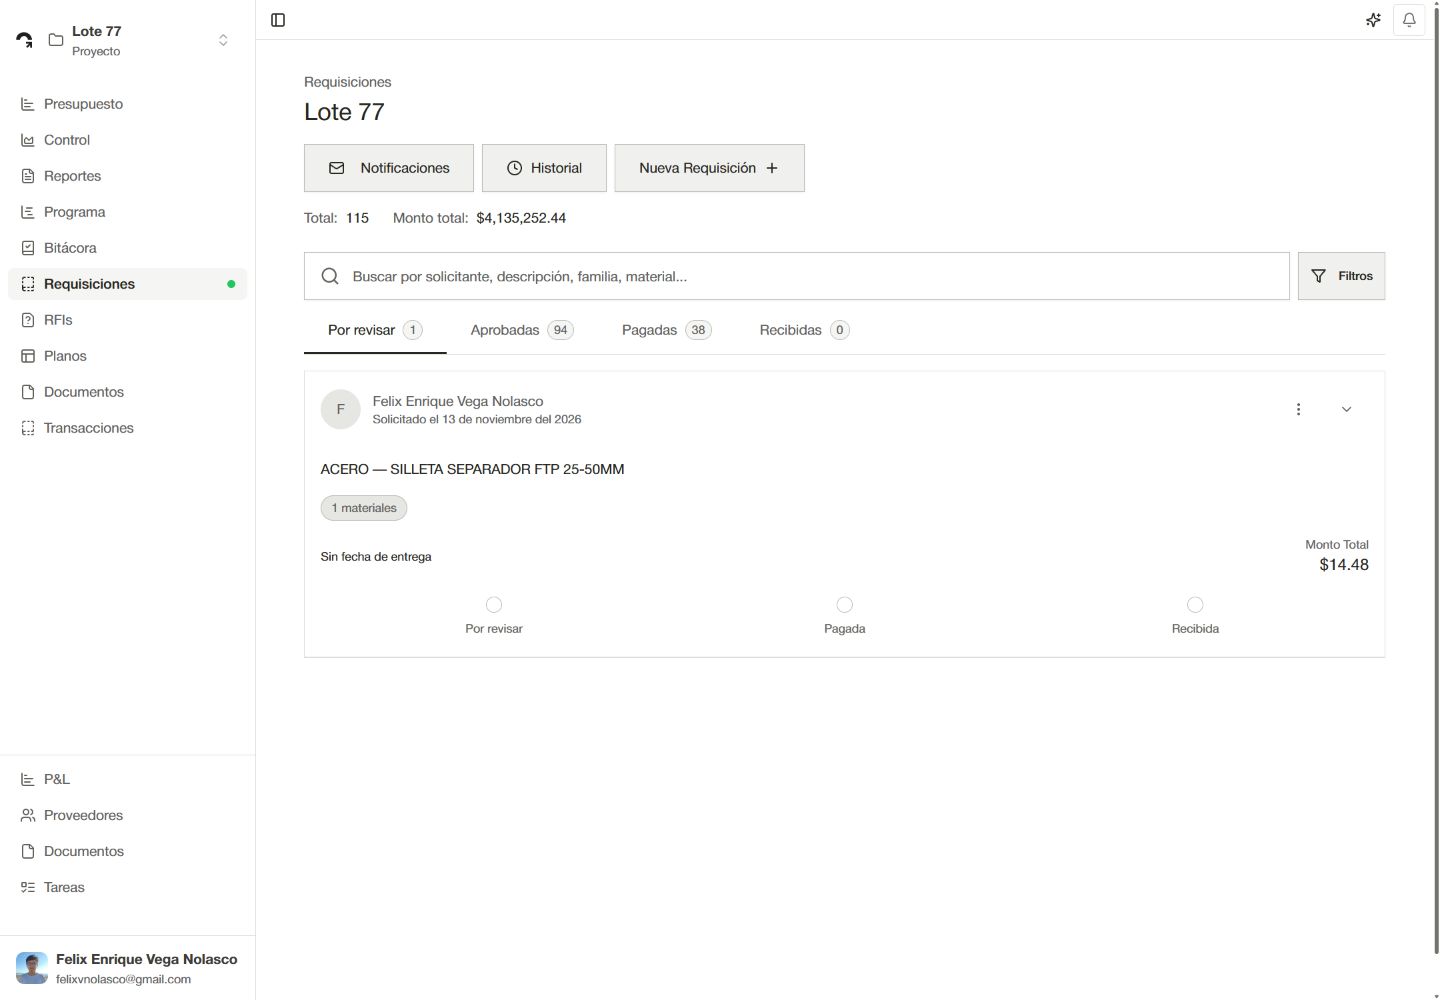 Lote 77
Proyecto
Presupuesto
Control
Reportes
Programa
Bitácora
Requisiciones
RFIs
Planos
Documentos
Transacciones
P&L
Proveedores
Documentos
Tareas
Felix Enrique Vega Nolasco
felixvnolasco@gmail.com
Requisiciones
Lote 77
Notificaciones Historial Nueva Requisición +
Total: 115 Monto total: $4,135,252.44
Buscar por solicitante, descripción, familia, material...
Filtros
Por revisar 1 Aprobadas 94 Pagadas 38 Recibidas 0
F
Felix Enrique Vega Nolasco
Solicitado el 13 de noviembre del 2026
ACERO — SILLETA SEPARADOR FTP 25-50MM
1 materiales
Sin fecha de entrega
Monto Total
$14.48
Por revisar Pagada Recibida